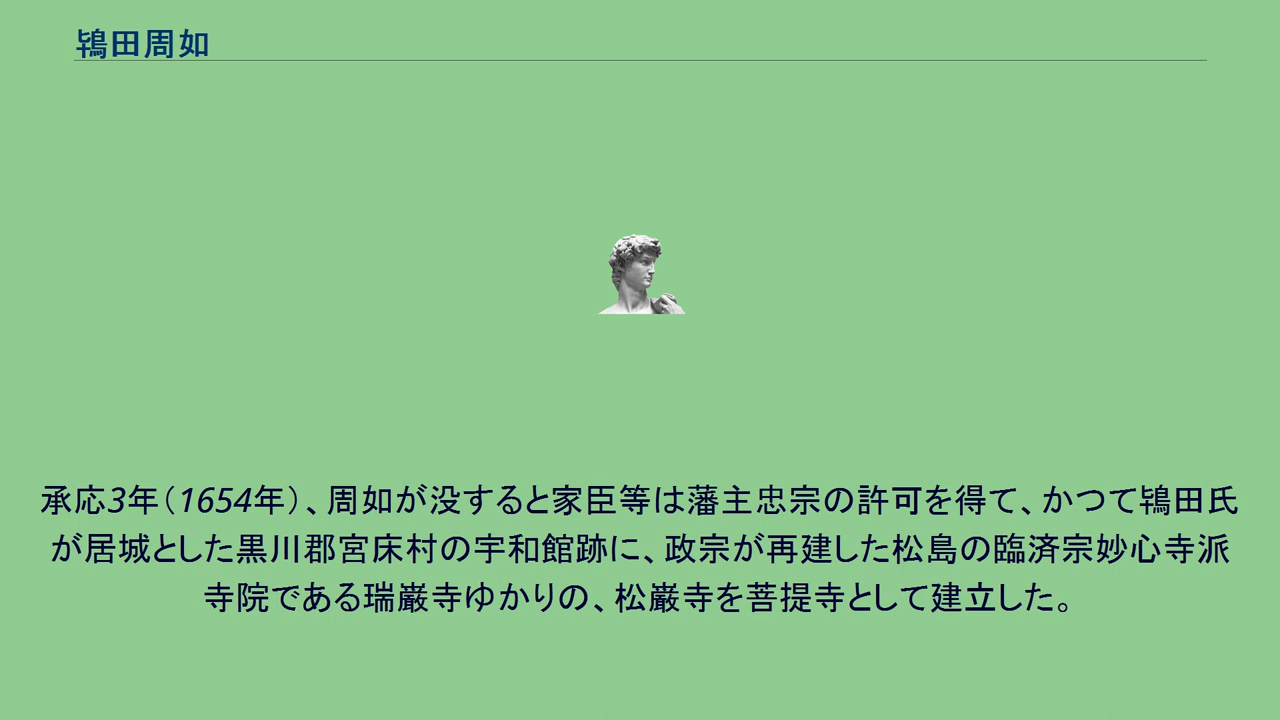 鴇田周如
承応3年（1654年）、周如が没すると家臣等は藩主忠宗の許可を得て、かつて鴇田氏
が居城とした黒川郡宮床村の宇和館跡に、政宗が再建した松島の臨済宗妙心寺派
寺院である瑞巌寺ゆかりの、松巌寺を菩提寺として建立した。